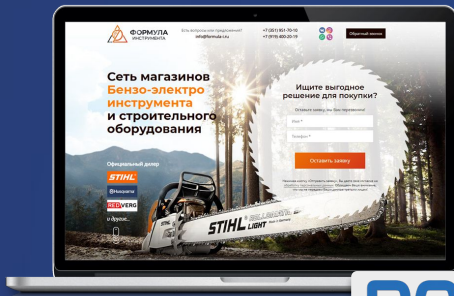 ФОРМУЛА
ИНСТРУМЕНТА
Есть вопросы или предложения?
info@formula-i.ru
+7 (351) 951-70-10
+7 (919) 400-20-19
Обратный звонок
Сеть магазинов
Бензо-электро
инструмента
и строительного
оборудования
Официальный дилер
STIHL
Husqvarna
REDVERG
и другие...
Ищите выгодное
решение для покупки?
Оставьте заявку, мы Вам перезвоним!
Имя *
Телефон *
Оставить заявку
STIHL
LIGHT